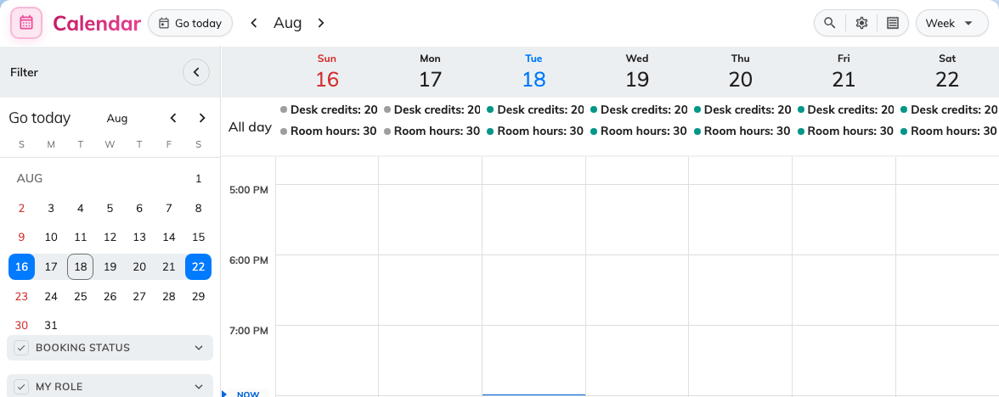 Calendar
Go today
Aug
Week
Filter
Go today
Aug
S M T W T F S
AUG 1
2 3 4 5 6 7 8
9 10 11 12 13 14 15
16 17 18 19 20 21 22
23 24 25 26 27 28 29
30 31
BOOKING STATUS
MY ROLE
Sun Mon Tue Wed Thu Fri Sat
16 17 18 19 20 21 22
All day
Desk credits: 20 Desk credits: 20 Desk credits: 20 Desk credits: 20 Desk credits: 20 Desk credits: 20 Desk credits: 20
Room hours: 30 Room hours: 30 Room hours: 30 Room hours: 30 Room hours: 30 Room hours: 30 Room hours: 30
5:00 PM
6:00 PM
7:00 PM
NOW